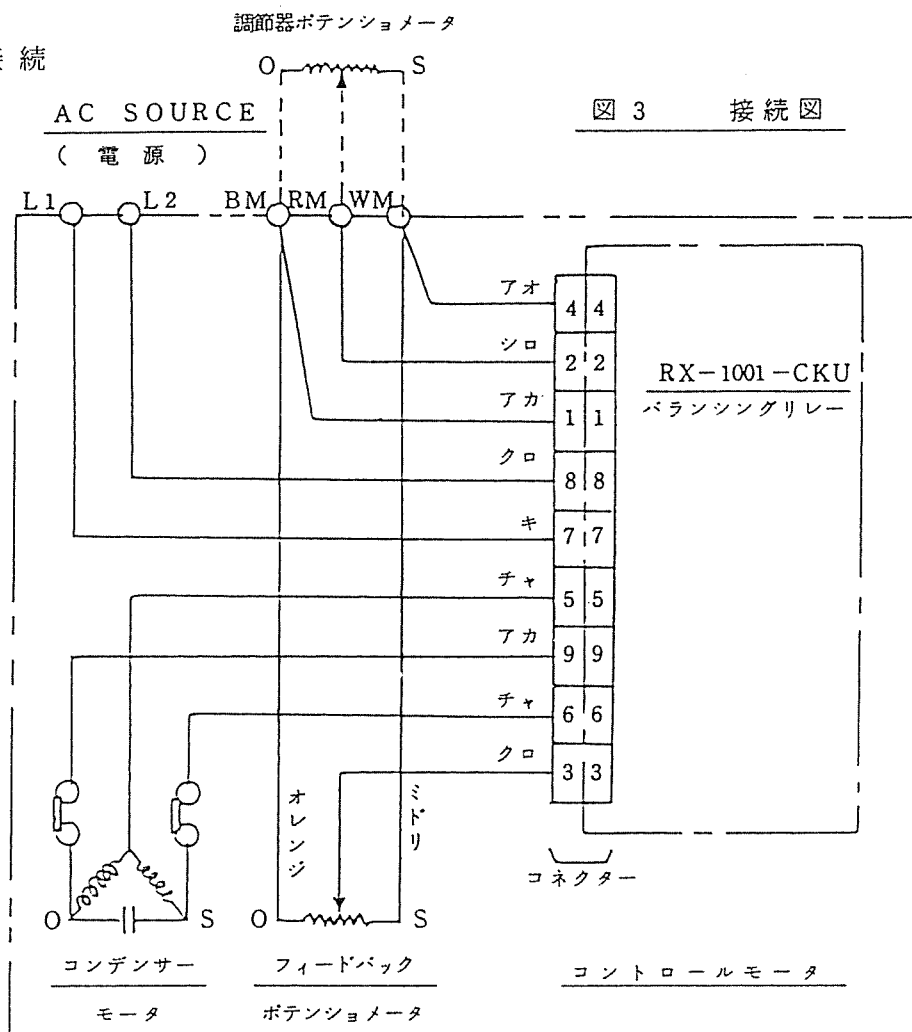 調節器ポテンショメータ
続
O S
AC SOURCE
(電源)
図3 接続図
L1 L2 BM RM WM
アオ 4 4
シロ 2 2
RX-1001-CKU
バランシングリレー
アカ 1 1
クロ 8 8
キ 7 7
チャ 5 5
アカ 9 9
チャ 6 6
クロ 3 3
オレンジ
ミドリ
コネクター
O S O S
コンデンサー
モータ
フィードバック
ポテンショメータ
コントロールモータ